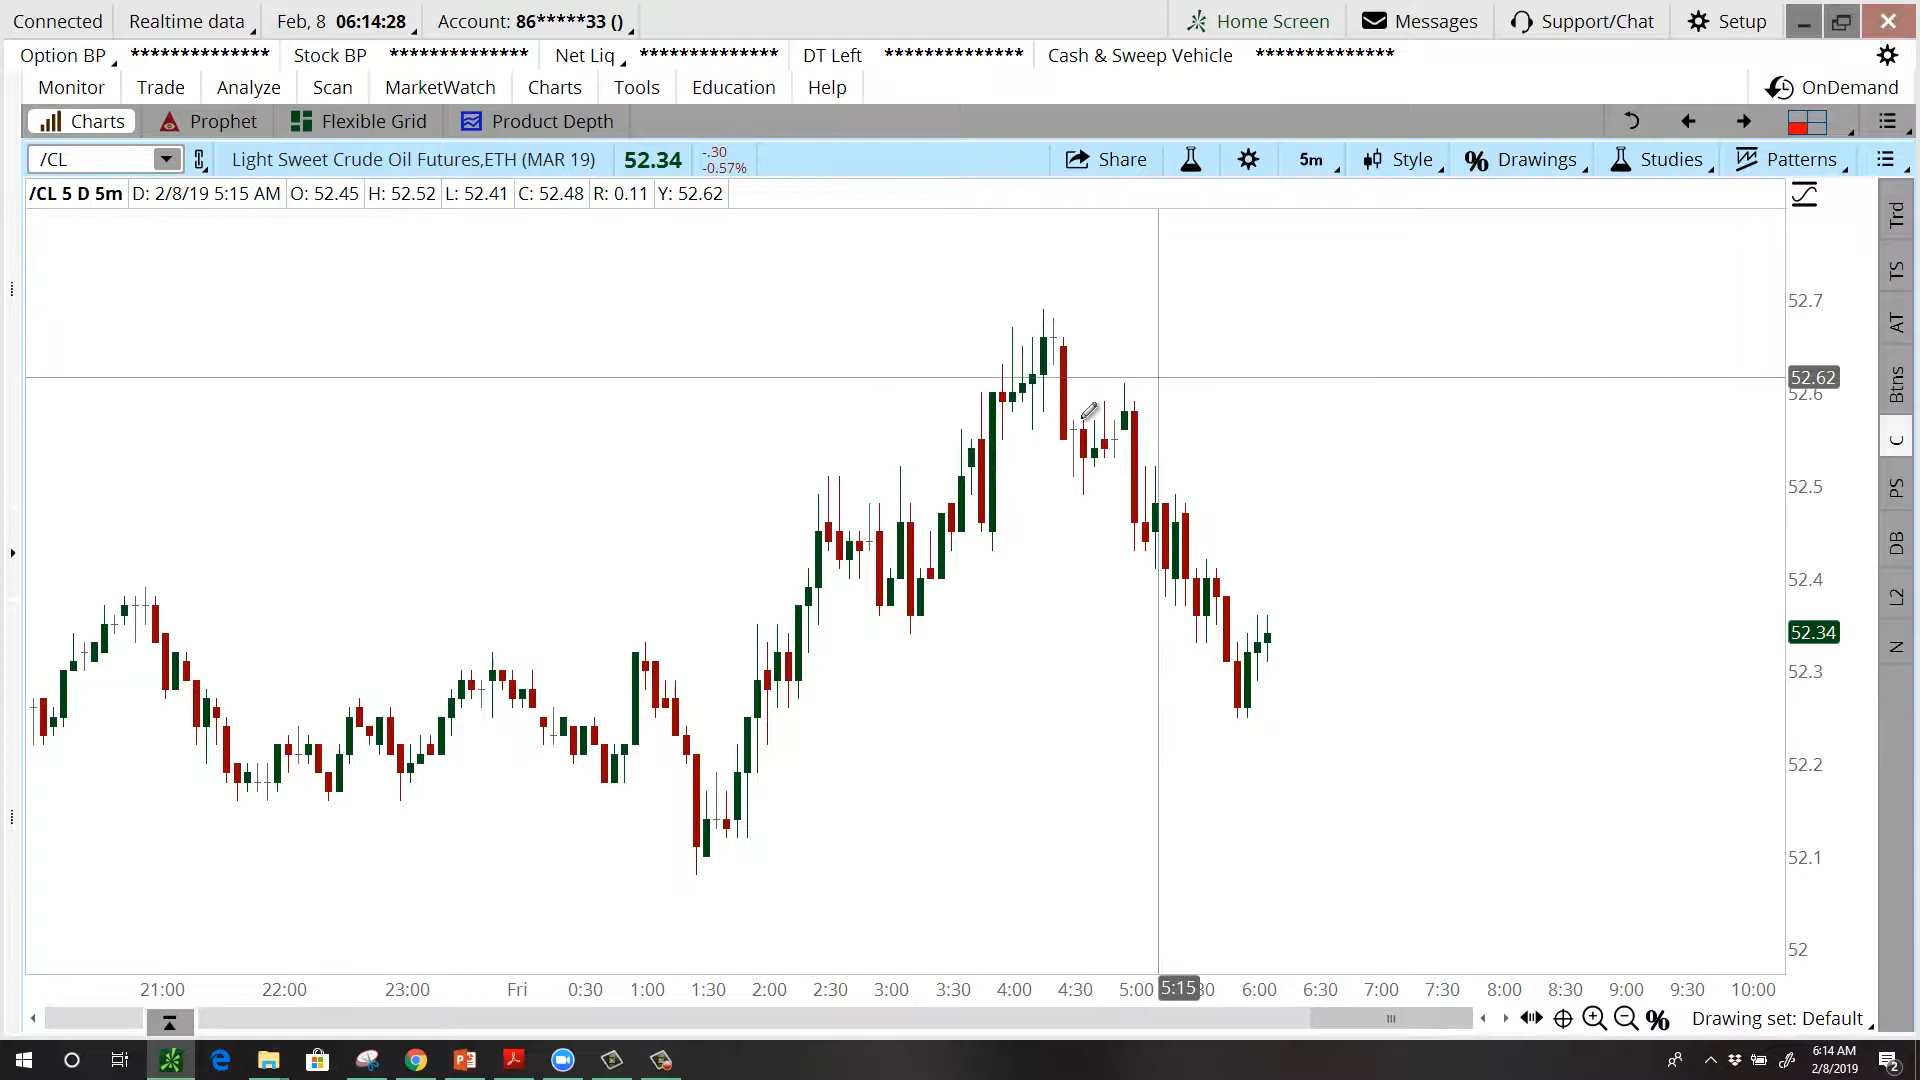 Connected Realtime data Feb, 8 06:14:28 Account: 86*****33 () Home Screen Messages Support/Chat Setup
Option BP ************** Stock BP ************** Net Liq ************** DT Left ************** Cash & Sweep Vehicle **************
Monitor Trade Analyze Scan MarketWatch Charts Tools Education Help OnDemand
Charts Prophet Flexible Grid Product Depth
/CL Light Sweet Crude Oil Futures,ETH (MAR 19) 52.34 -.30 -0.57% Share 5m Style Drawings Studies Patterns
/CL 5 D 5m D: 2/8/19 5:15 AM O: 52.45 H: 52.52 L: 52.41 C: 52.48 R: 0.11 Y: 52.62
Trd
TS
52.7
AT
52.62
Btns
52.6
C
52.5
PS
DB
52.4
L2
52.34
N
52.3
52.2
52.1
52
21:00 22:00 23:00 Fri 0:30 1:00 1:30 2:00 2:30 3:00 3:30 4:00 4:30 5:00 5:15 30 6:00 6:30 7:00 7:30 8:00 8:30 9:00 9:30 10:00
Drawing set: Default
6:14 AM
2/8/2019
2